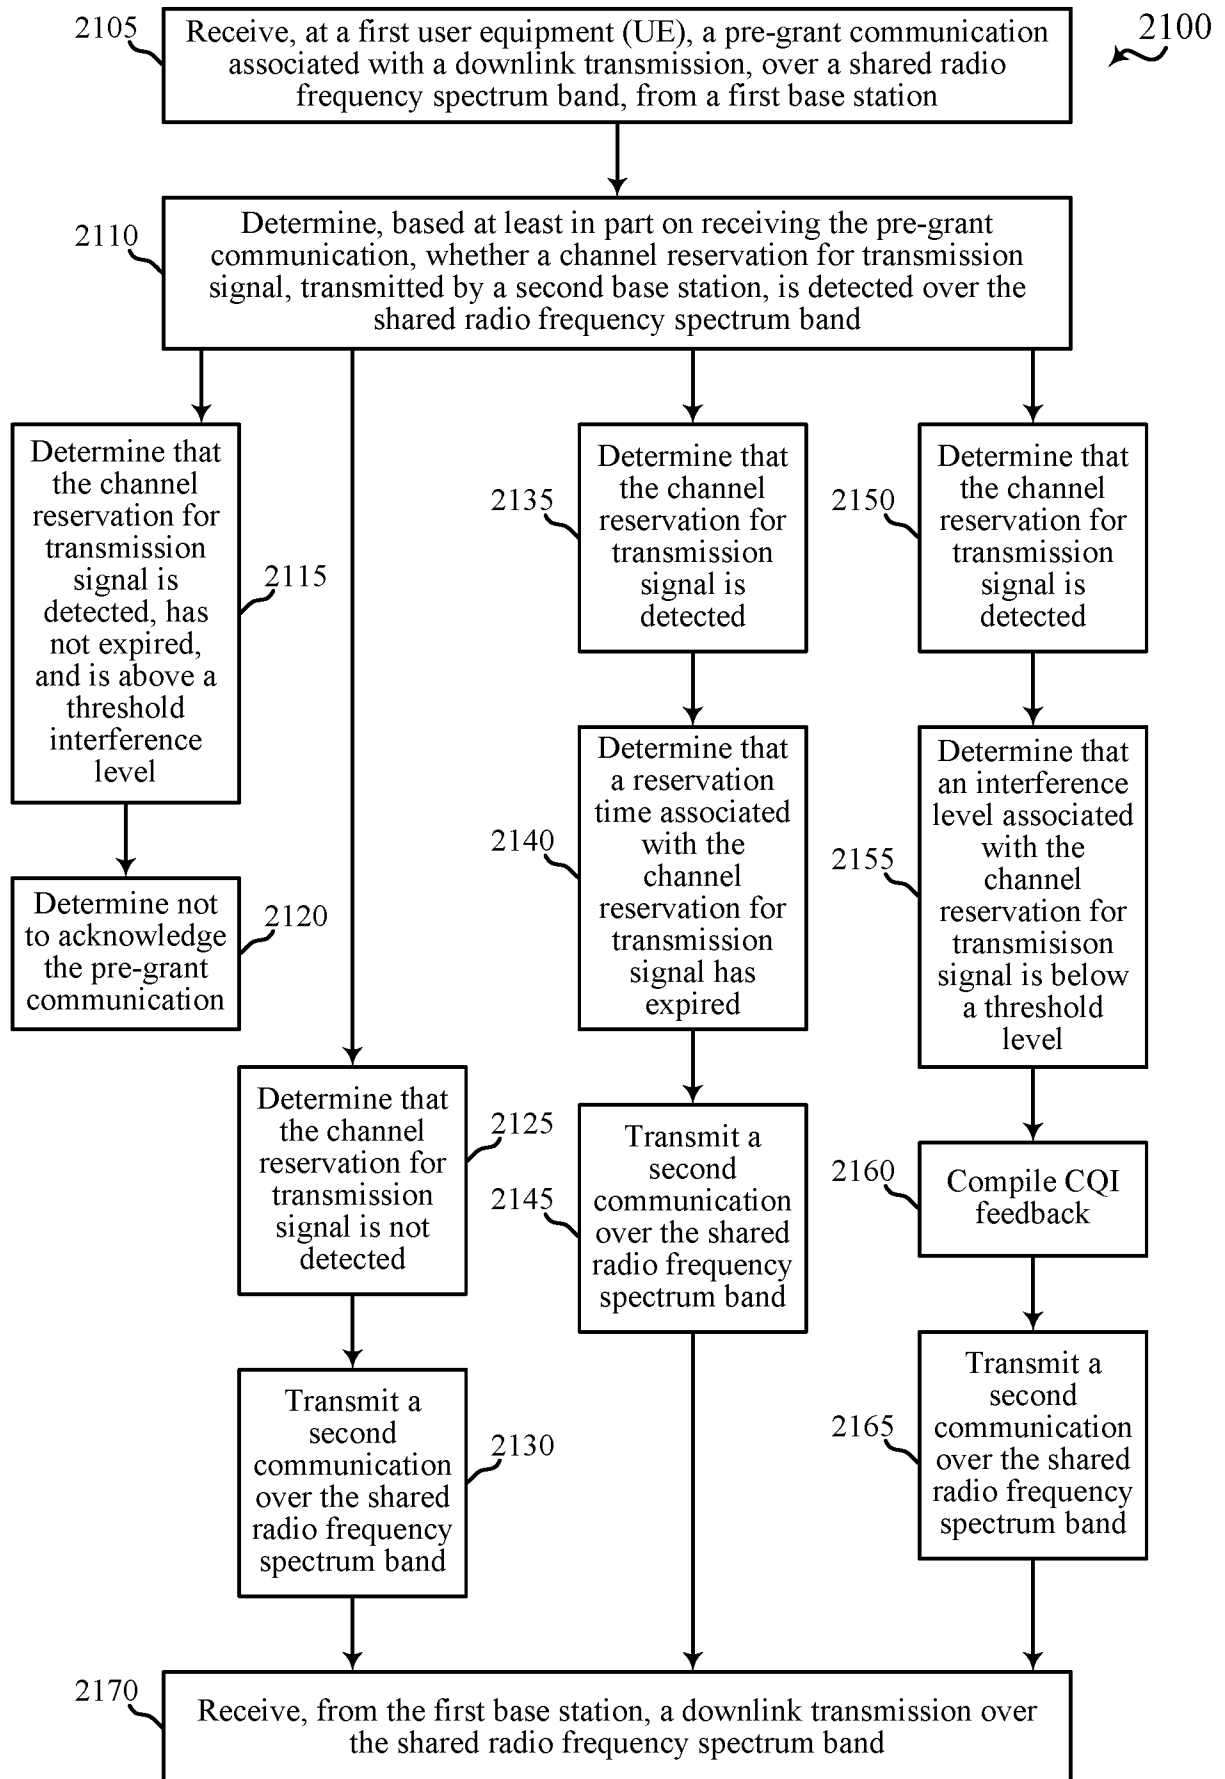 2100
2105
Receive, at a first user equipment (UE), a pre-grant communication
associated with a downlink transmission, over a shared radio
frequency spectrum band, from a first base station
2110
Determine, based at least in part on receiving the pre-grant
communication, whether a channel reservation for transmission
signal, transmitted by a second base station, is detected over the
shared radio frequency spectrum band
Determine that
the channel
reservation for
transmission
signal is
detected, has
not expired,
and is above a
threshold
interference
level
2115
Determine not
to acknowledge
the pre-grant
communication
2120
Determine that
the channel
reservation for
transmission
signal is not
detected
2125
Transmit a
second
communication
over the shared
radio frequency
spectrum band
2130
2135
Determine that
the channel
reservation for
transmission
signal is
detected
2140
Determine that
a reservation
time associated
with the
channel
reservation for
transmission
signal has
expired
2145
Transmit a
second
communication
over the shared
radio frequency
spectrum band
2150
Determine that
the channel
reservation for
transmission
signal is
detected
2155
Determine that
an interference
level associated
with the
channel
reservation for
transmisison
signal is below
a threshold
level
2160
Compile CQI
feedback
2165
Transmit a
second
communication
over the shared
radio frequency
spectrum band
2170
Receive, from the first base station, a downlink transmission over
the shared radio frequency spectrum band